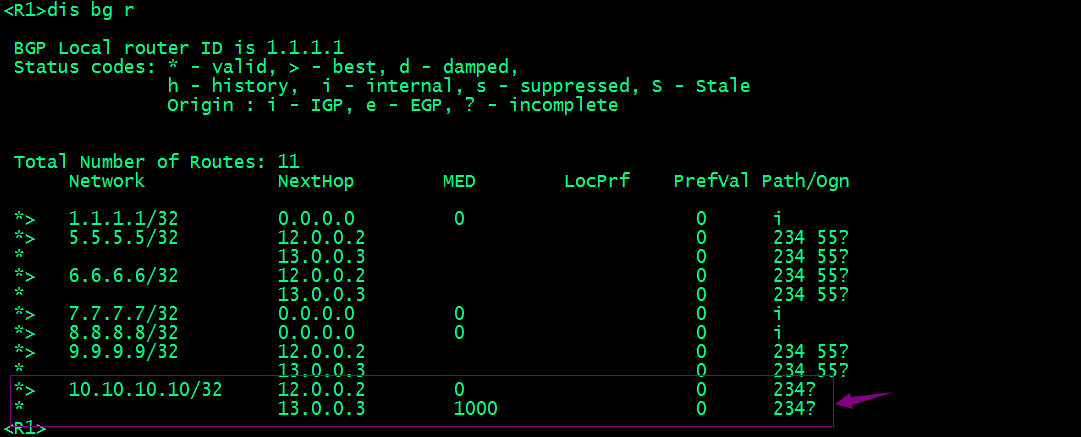 <R1>dis bg r
BGP Local router ID is 1.1.1.1
Status codes: * - valid, > - best, d - damped,
h - history,  i - internal, s - suppressed, S - Stale
Origin : i - IGP, e - EGP, ? - incomplete
Total Number of Routes: 11
Network NextHop MED LocPrf PrefVal Path/Ogn
*> 1.1.1.1/32 0.0.0.0 0 0 i
*> 5.5.5.5/32 12.0.0.2 0 234 55?
* 13.0.0.3 0 234 55?
*> 6.6.6.6/32 12.0.0.2 0 234 55?
* 13.0.0.3 0 234 55?
*> 7.7.7.7/32 0.0.0.0 0 0 i
*> 8.8.8.8/32 0.0.0.0 0 0 i
*> 9.9.9.9/32 12.0.0.2 0 234 55?
* 13.0.0.3 0 234 55?
*> 10.10.10.10/32 12.0.0.2 0 0 234?
* 13.0.0.3 1000 0 234?
<R1>